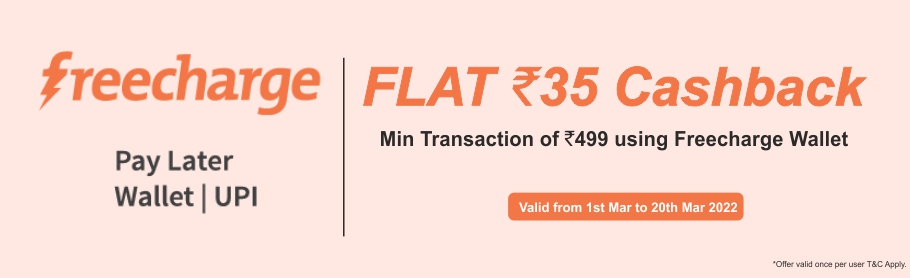 freecharge
Pay Later
Wallet | UPI
FLAT ₹35 Cashback
Min Transaction of ₹499 using Freecharge Wallet
Valid from 1st Mar to 20th Mar 2022
*Offer valid once per user T&C Apply.